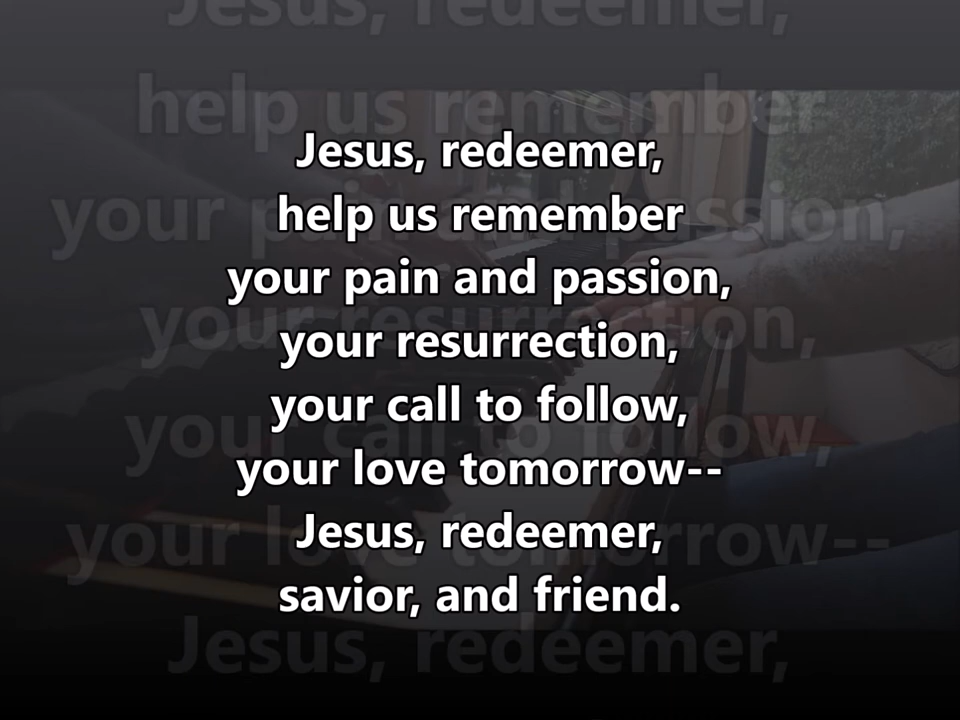 Jesus, redeemer,
help us remember
your pain and passion,
your resurrection,
your call to follow,
your love tomorrow--
Jesus, redeemer,
savior, and friend.